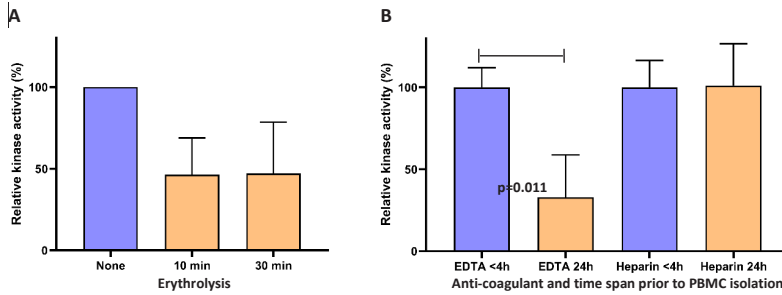 A
Relative kinase activity (%)
100
50
0
None 10 min 30 min
Erythrolysis
B
Relative kinase activity (%)
100
50
0
p=0.011
EDTA <4h EDTA 24h Heparin <4h Heparin 24h
Anti-coagulant and time span prior to PBMC isolation